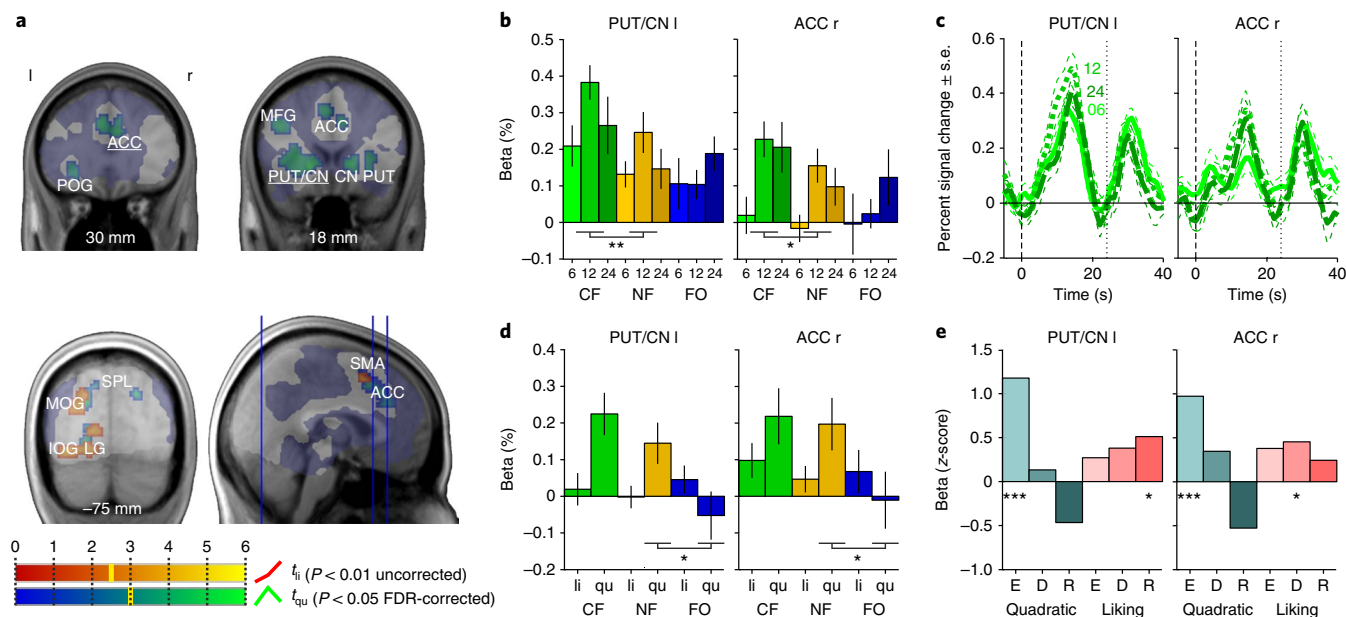 a
l
r
ACC
POG
30 mm
MFG
ACC
PUT/CN
CN
PUT
18 mm
SPL
MOG
IOG
LG
–75 mm
SMA
ACC
0 1 2 3 4 5 6
tli (P < 0.01 uncorrected)
tqu (P < 0.05 FDR-corrected)
b
PUT/CN l
ACC r
Beta (%)
0.5
0.4
0.3
0.2
0.1
0
–0.1
**
*
6 12 24 6 12 24 6 12 24
CF NF FO
6 12 24 6 12 24 6 12 24
CF NF FO
c
PUT/CN l
ACC r
Percent signal change ± s.e.
0.6
0.4
0.2
0
–0.2
12
24
06
0 20 40
Time (s)
0 20 40
Time (s)
d
PUT/CN l
ACC r
Beta (%)
0.4
0.3
0.2
0.1
0
–0.1
–0.2
*
*
li qu li qu li qu
CF NF FO
li qu li qu li qu
CF NF FO
e
PUT/CN l
ACC r
Beta (z-score)
1.5
1.0
0.5
0
–0.5
–1.0
***
*
***
*
E D R E D R
Quadratic Liking
E D R E D R
Quadratic Liking